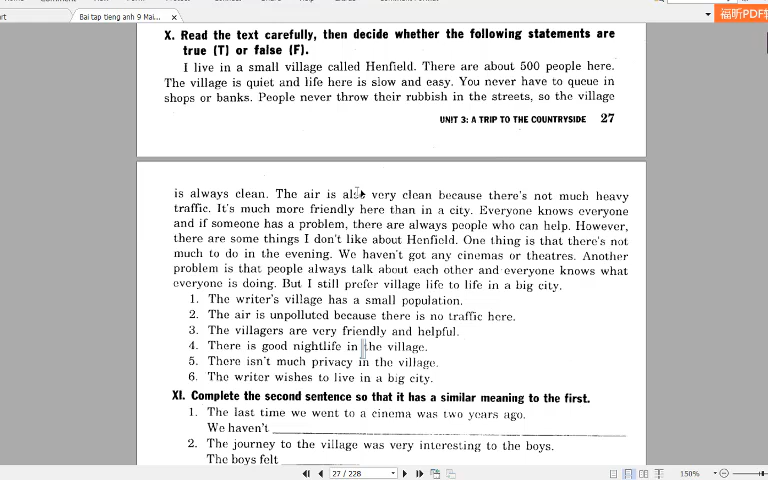 Bai tap tieng anh 9 Mai...
福昕PDF
X. Read the text carefully, then decide whether the following statements are
true (T) or false (F).
I live in a small village called Henfield. There are about 500 people here.
The village is quiet and life here is slow and easy. You never have to queue in
shops or banks. People never throw their rubbish in the streets, so the village
UNIT 3: A TRIP TO THE COUNTRYSIDE 27
is always clean. The air is also very clean because there's not much heavy
traffic. It's much more friendly here than in a city. Everyone knows everyone
and if someone has a problem, there are always people who can help. However,
there are some things I don't like about Henfield. One thing is that there's not
much to do in the evening. We haven't got any cinemas or theatres. Another
problem is that people always talk about each other and everyone knows what
everyone is doing. But I still prefer village life to life in a big city.
1. The writer's village has a small population.
2. The air is unpolluted because there is no traffic here.
3. The villagers are very friendly and helpful.
4. There is good nightlife in the village.
5. There isn't much privacy in the village.
6. The writer wishes to live in a big city.
XI. Complete the second sentence so that it has a similar meaning to the first.
1. The last time we went to a cinema was two years ago.
We haven't
2. The journey to the village was very interesting to the boys.
The boys felt
27 / 228
150%